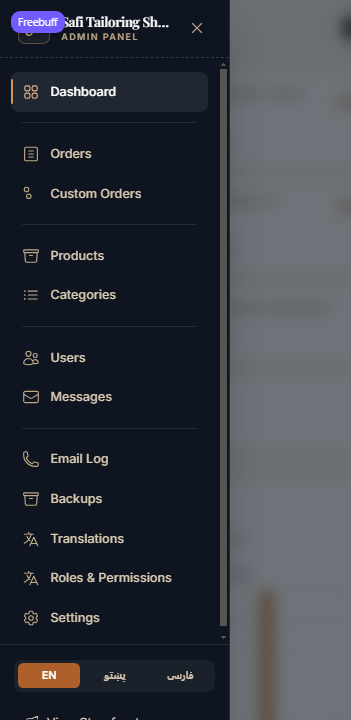 Freebuff
Safi Tailoring Sh...
ADMIN PANEL
Dashboard
Orders
Custom Orders
Products
Categories
Users
Messages
Email Log
Backups
Translations
Roles & Permissions
Settings
EN پښتو فارسی